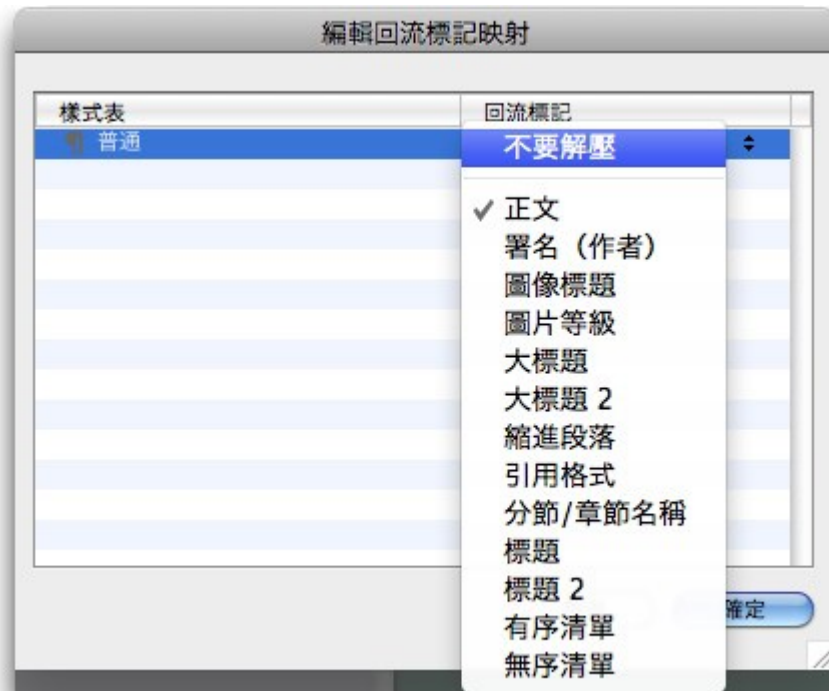 編輯回流標記映射
樣式表 回流標記
¶ 普通
不要解壓
✓ 正文
署名（作者）
圖像標題
圖片等級
大標題
大標題 2
縮進段落
引用格式
分節/章節名稱
標題
標題 2
確定
有序清單
無序清單